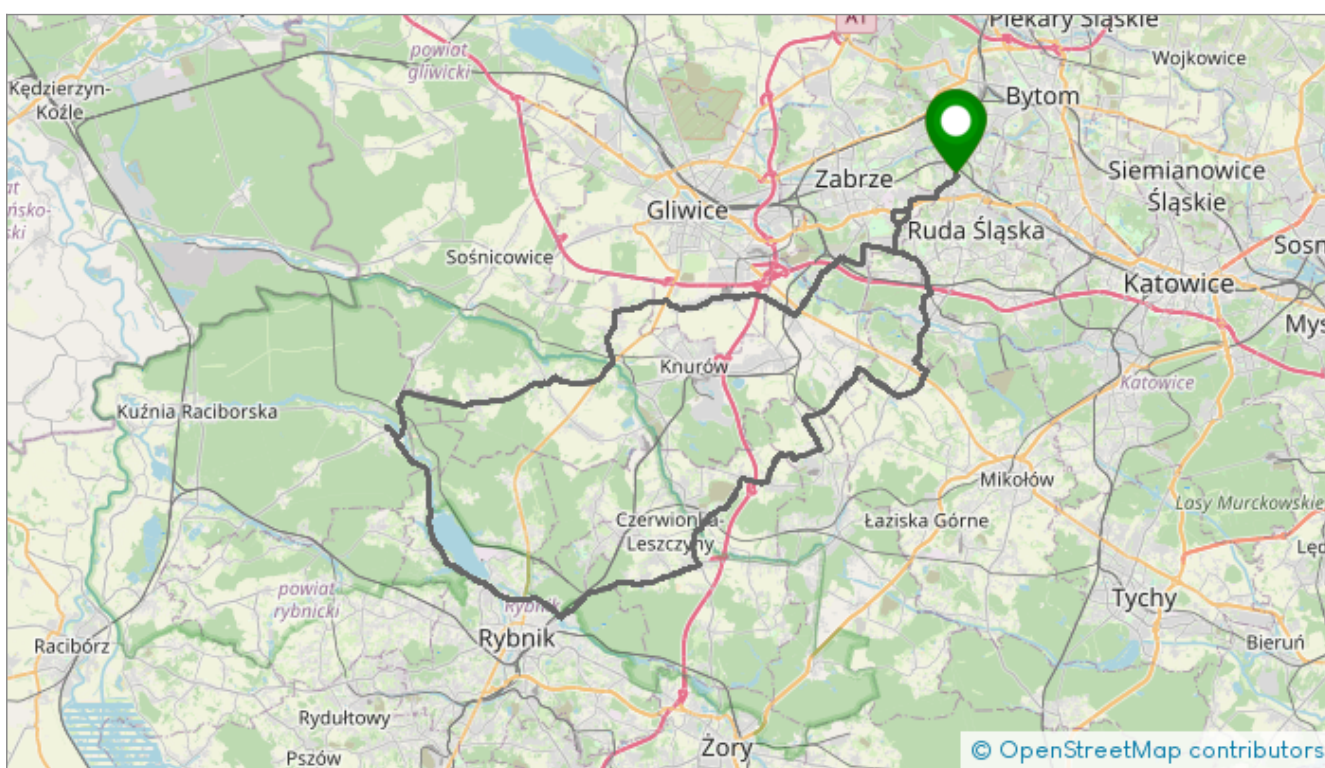 A1
Piekary Śląskie
powiat
gliwicki
Wojkowice
Kędzierzyn-
Koźle
Bytom
Siemianowice
Śląskie
Zabrze
Gliwice
Ruda Śląska
Sośnicowice
Katowice
Knurów
Katowice
Kuźnia Raciborska
Mikołów
Lasy Murckowskie
Czerwionka-
Leszczyny
Łaziska Górne
powiat
rybnicki
Rybnik
Rybnik
Tychy
Bieruń
Racibórz
Rydułtowy
Pszów
Żory
© OpenStreetMap contributors